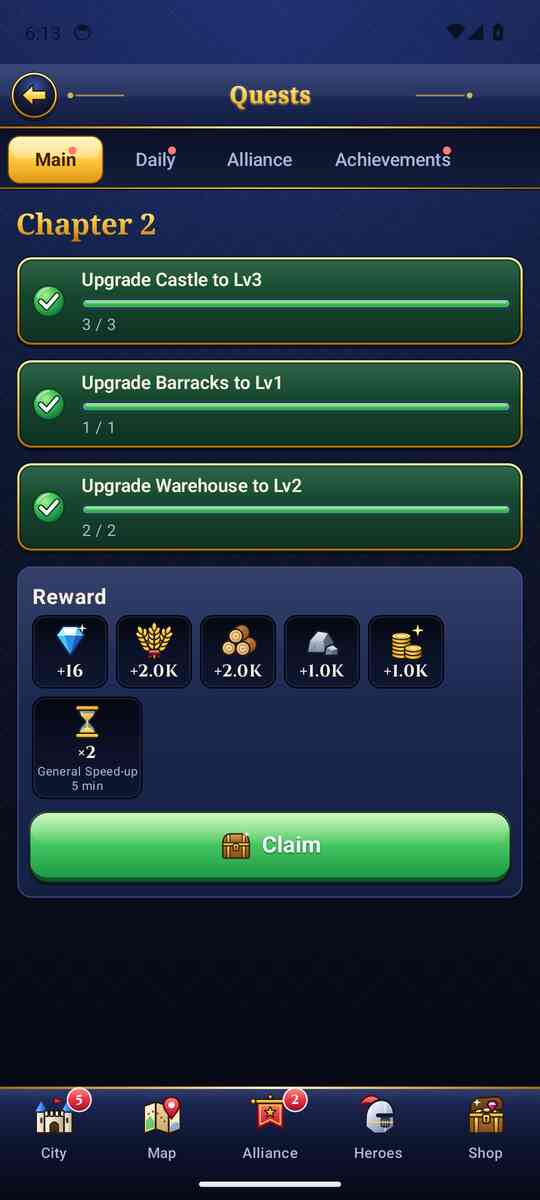 6:13
Quests
Main
Daily
Alliance
Achievements
Chapter 2
Upgrade Castle to Lv3
3 / 3
Upgrade Barracks to Lv1
1 / 1
Upgrade Warehouse to Lv2
2 / 2
Reward
+16
+2.0K
+2.0K
+1.0K
+1.0K
×2
General Speed-up
5 min
Claim
5
2
City
Map
Alliance
Heroes
Shop